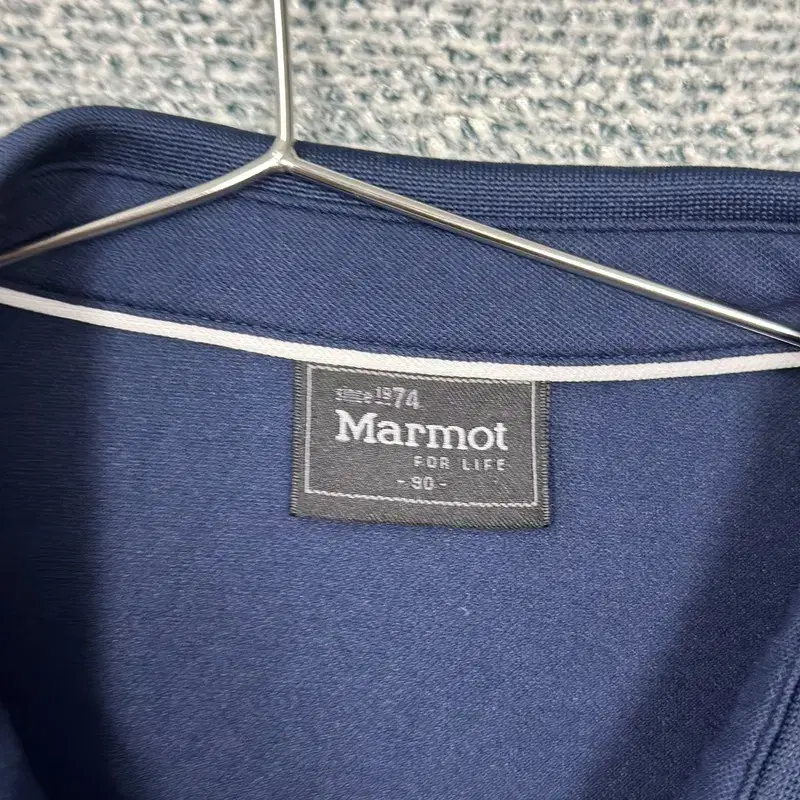 since 1974
Marmot
FOR LIFE
- 90 -